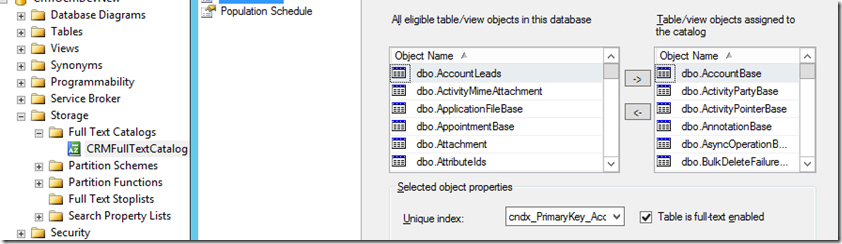 Database Diagrams
Tables
Views
Synonyms
Programmability
Service Broker
Storage
Full Text Catalogs
CRMFullTextCatalog
Partition Schemes
Partition Functions
Full Text Stoplists
Search Property Lists
Security
Population Schedule
All eligible table/view objects in this database
Object Name
dbo.AccountLeads
dbo.ActivityMimeAttachment
dbo.ApplicationFileBase
dbo.AppointmentBase
dbo.Attachment
dbo.AttributeIds
->
<-
Table/view objects assigned to
the catalog
Object Name
dbo.AccountBase
dbo.ActivityPartyBase
dbo.ActivityPointerBase
dbo.AnnotationBase
dbo.AsyncOperationB...
dbo.BulkDeleteFailure...
Selected object properties
Unique index:
cndx_PrimaryKey_Acc
Table is full-text enabled